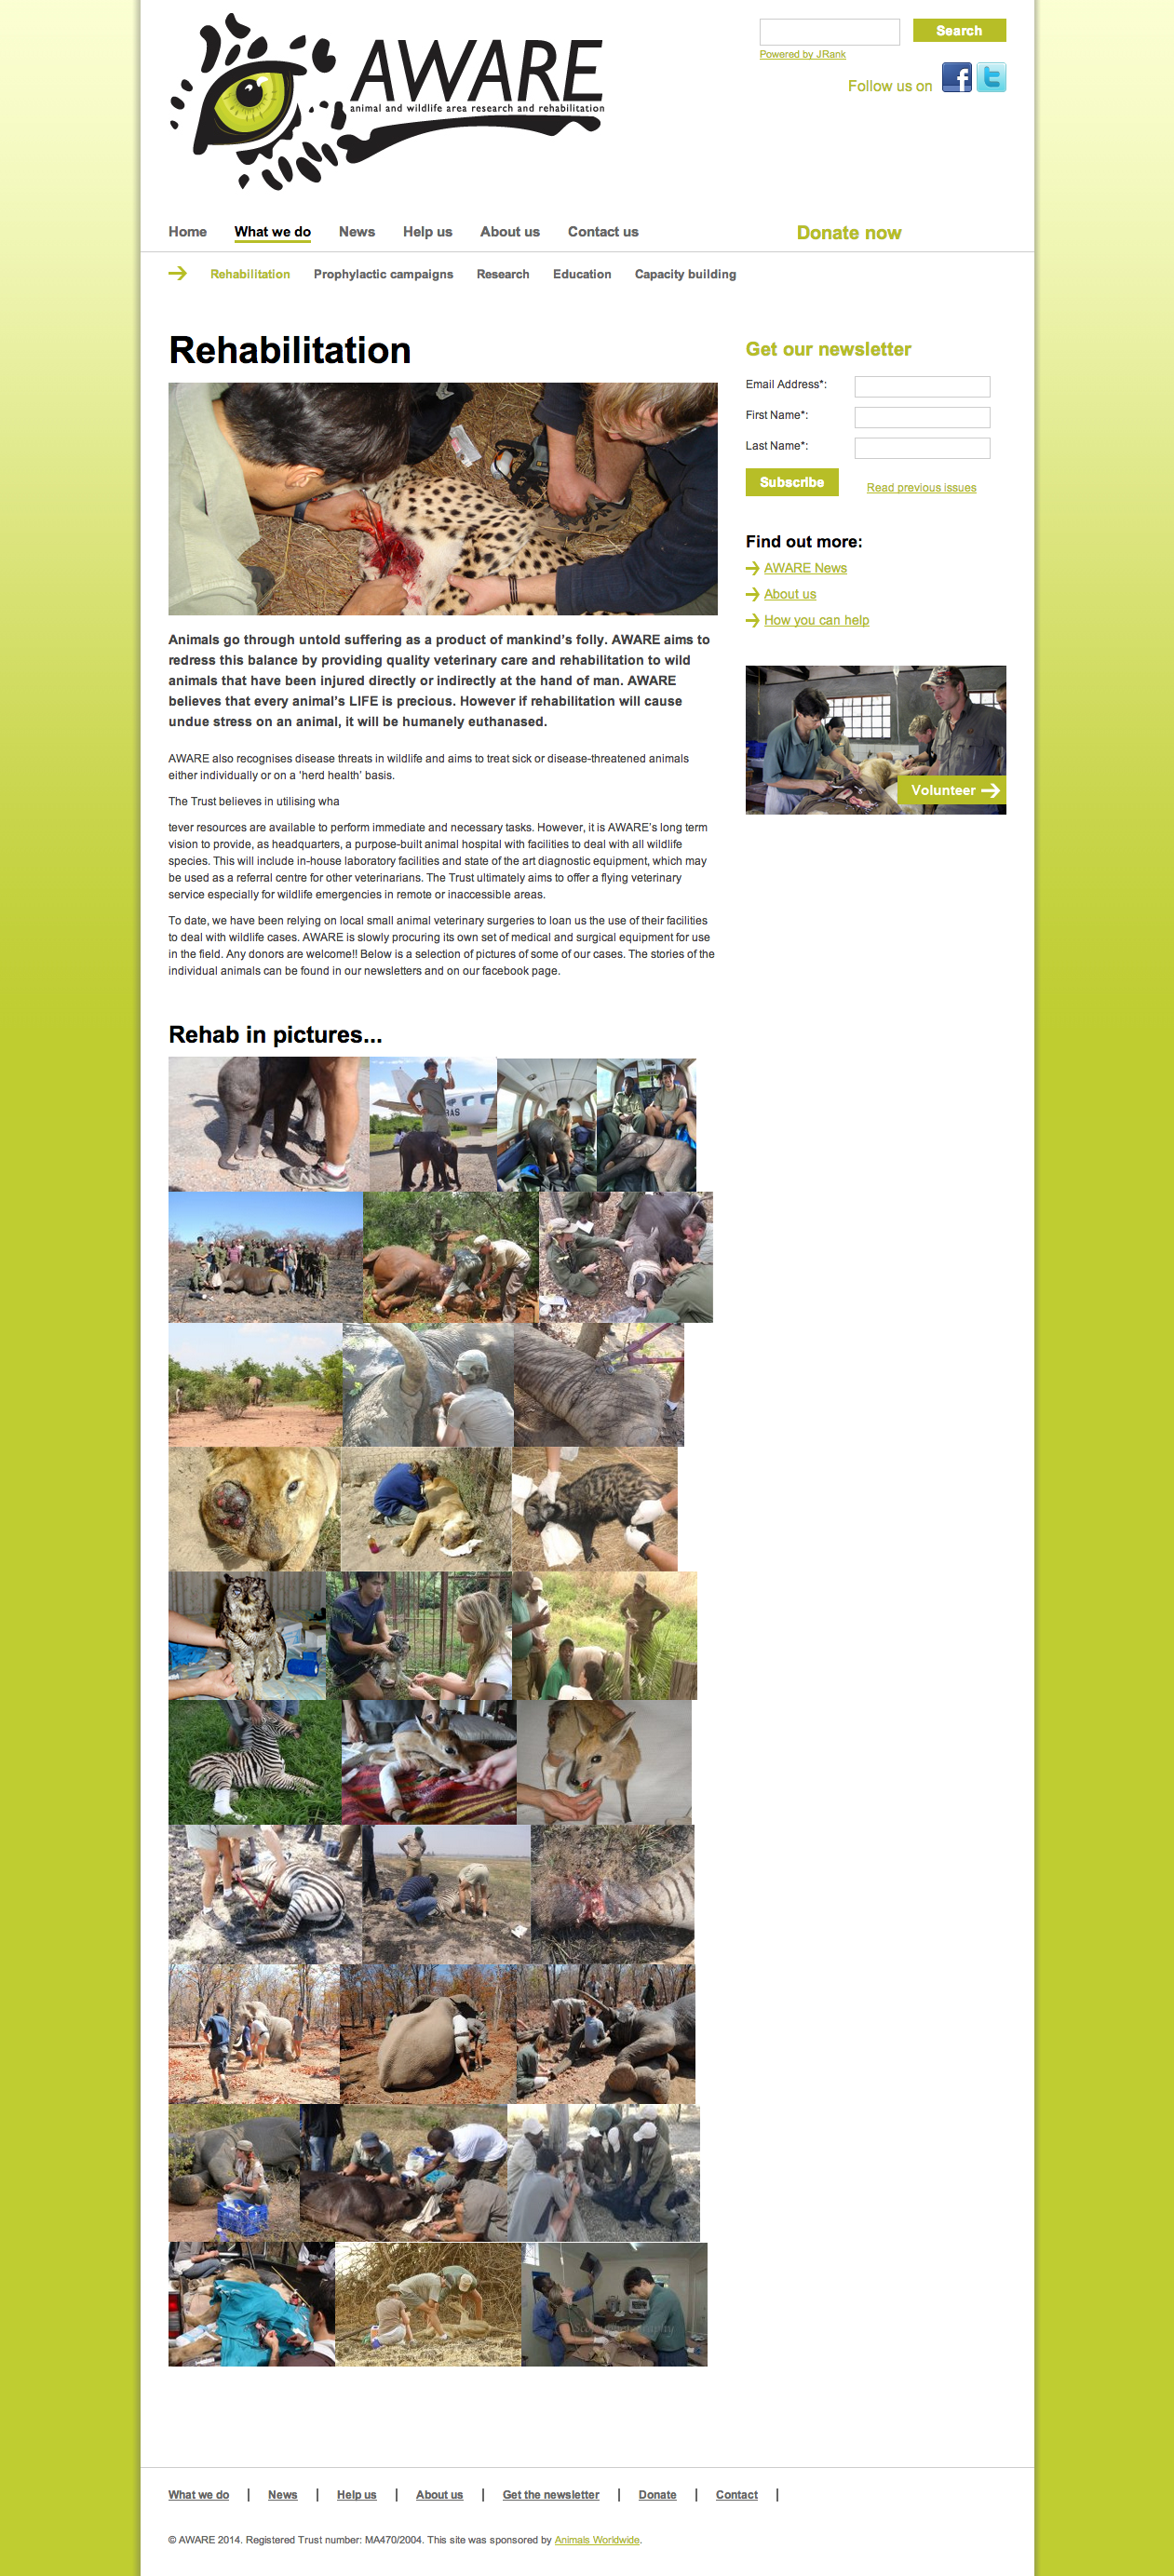 AWARE
animal and wildlife area research and rehabilitation
Search
Powered by JRank
Follow us on
Home What we do News Help us About us Contact us Donate now
Rehabilitation Prophylactic campaigns Research Education Capacity building
Rehabilitation
Animals go through untold suffering as a product of mankind's folly. AWARE aims to
redress this balance by providing quality veterinary care and rehabilitation to wild
animals that have been injured directly or indirectly at the hand of man. AWARE
believes that every animal's LIFE is precious. However if rehabilitation will cause
undue stress on an animal, it will be humanely euthanased.
AWARE also recognises disease threats in wildlife and aims to treat sick or disease-threatened animals
either individually or on a 'herd health' basis.
The Trust believes in utilising wha
tever resources are available to perform immediate and necessary tasks. However, it is AWARE's long term
vision to provide, as headquarters, a purpose-built animal hospital with facilities to deal with all wildlife
species. This will include in-house laboratory facilities and state of the art diagnostic equipment, which may
be used as a referral centre for other veterinarians. The Trust ultimately aims to offer a flying veterinary
service especially for wildlife emergencies in remote or inaccessible areas.
To date, we have been relying on local small animal veterinary surgeries to loan us the use of their facilities
to deal with wildlife cases. AWARE is slowly procuring its own set of medical and surgical equipment for use
in the field. Any donors are welcome!! Below is a selection of pictures of some of our cases. The stories of the
individual animals can be found in our newsletters and on our facebook page.
Get our newsletter
Email Address*:
First Name*:
Last Name*:
Subscribe Read previous issues
Find out more:
AWARE News
About us
How you can help
Volunteer
Rehab in pictures...
What we do | News | Help us | About us | Get the newsletter | Donate | Contact |
© AWARE 2014. Registered Trust number: MA470/2004. This site was sponsored by Animals Worldwide.